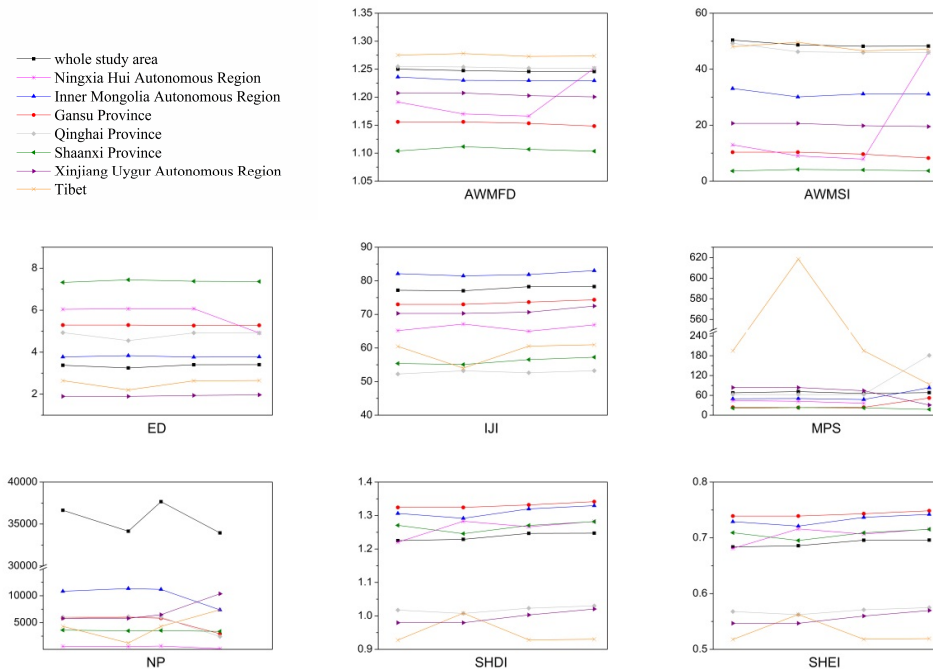 whole study area
Ningxia Hui Autonomous Region
Inner Mongolia Autonomous Region
Gansu Province
Qinghai Province
Shaanxi Province
Xinjiang Uygur Autonomous Region
Tibet
1.35
1.30
1.25
1.20
1.15
1.10
1.05
AWMFD
60
40
20
0
AWMSI
8
6
4
2
ED
90
80
70
60
50
40
IJI
620
600
580
560
240
180
120
60
0
MPS
40000
35000
30000
10000
5000
NP
1.4
1.3
1.2
1.1
1.0
0.9
SHDI
0.8
0.7
0.6
0.5
SHEI